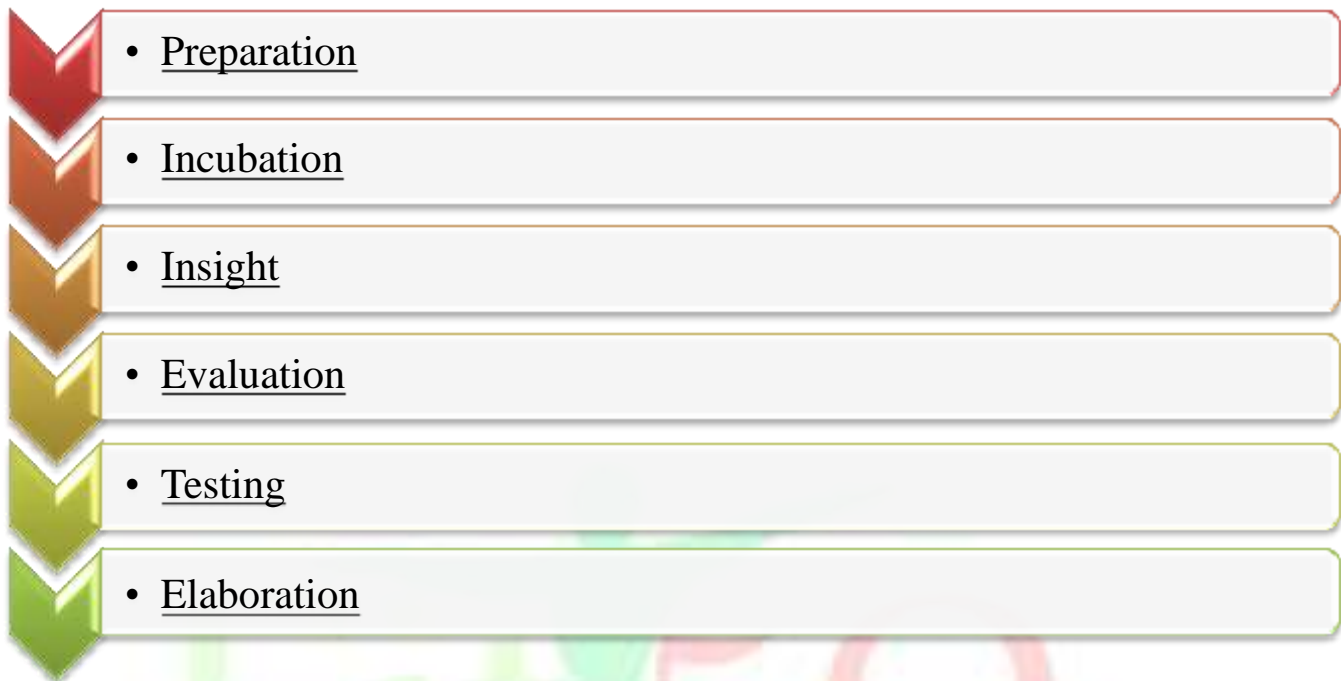 • Preparation
• Incubation
• Insight
• Evaluation
• Testing
• Elaboration